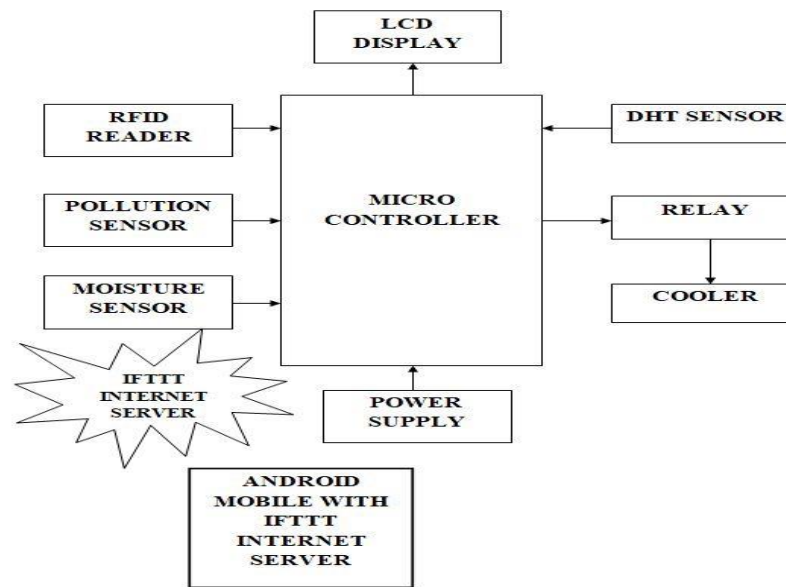 LCD
DISPLAY
RFID
READER
DHT SENSOR
MICRO
CONTROLLER
POLLUTION
SENSOR
RELAY
MOISTURE
SENSOR
COOLER
IFTTT
INTERNET
SERVER
POWER
SUPPLY
ANDROID
MOBILE WITH
IFTTT
INTERNET
SERVER